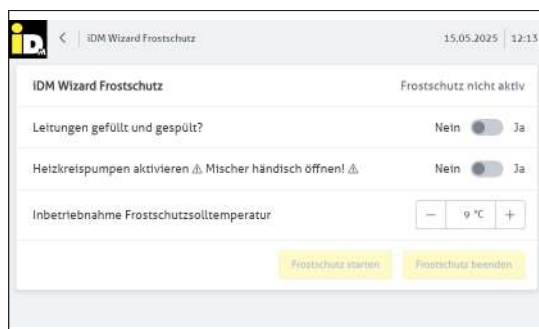 iDM
iDM Wizard Frostschutz
15.05.2025 12:13
iDM Wizard Frostschutz Frostschutz nicht aktiv
Leitungen gefüllt und gespült? Nein Ja
Heizkreispumpen aktivieren ⚠ Mischer händisch öffnen! ⚠ Nein Ja
Inbetriebnahme Frostschutzsolltemperatur − 9 °C +
Frostschutz starten Frostschutz beenden